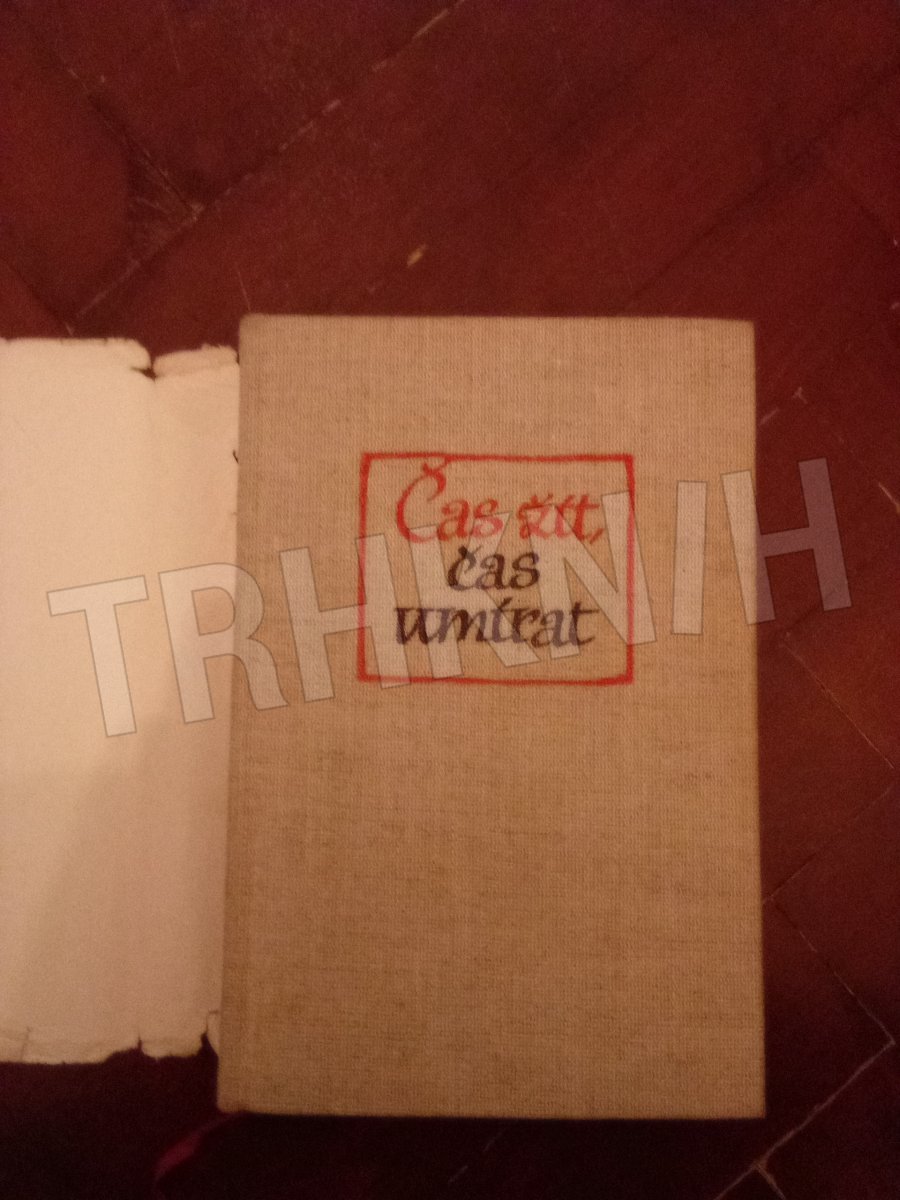 Čas žít,
čas
umírat
TRHKNIH